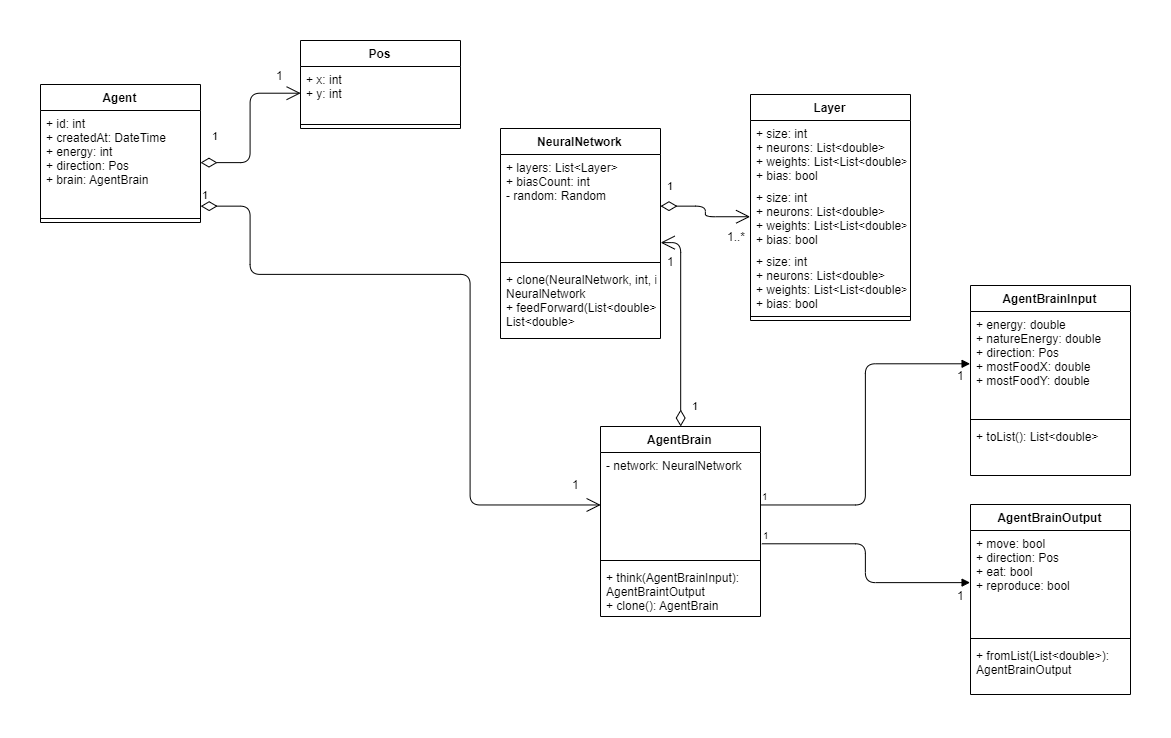 Pos
+ x: int
+ y: int
1
Agent
+ id: int
+ createdAt: DateTime
+ energy: int
+ direction: Pos
+ brain: AgentBrain
1
1
NeuralNetwork
+ layers: List<Layer>
+ biasCount: int
- random: Random
+ clone(NeuralNetwork, int, i
NeuralNetwork
+ feedForward(List<double>
List<double>
1
1..*
1
Layer
+ size: int
+ neurons: List<double>
+ weights: List<List<double>
+ bias: bool
+ size: int
+ neurons: List<double>
+ weights: List<List<double>
+ bias: bool
+ size: int
+ neurons: List<double>
+ weights: List<List<double>
+ bias: bool
1
1
AgentBrain
- network: NeuralNetwork
+ think(AgentBrainInput):
AgentBraintOutput
+ clone(): AgentBrain
1
1
AgentBrainInput
+ energy: double
+ natureEnergy: double
+ direction: Pos
+ mostFoodX: double
+ mostFoodY: double
+ toList(): List<double>
1
AgentBrainOutput
+ move: bool
+ direction: Pos
+ eat: bool
+ reproduce: bool
+ fromList(List<double>):
AgentBrainOutput
1